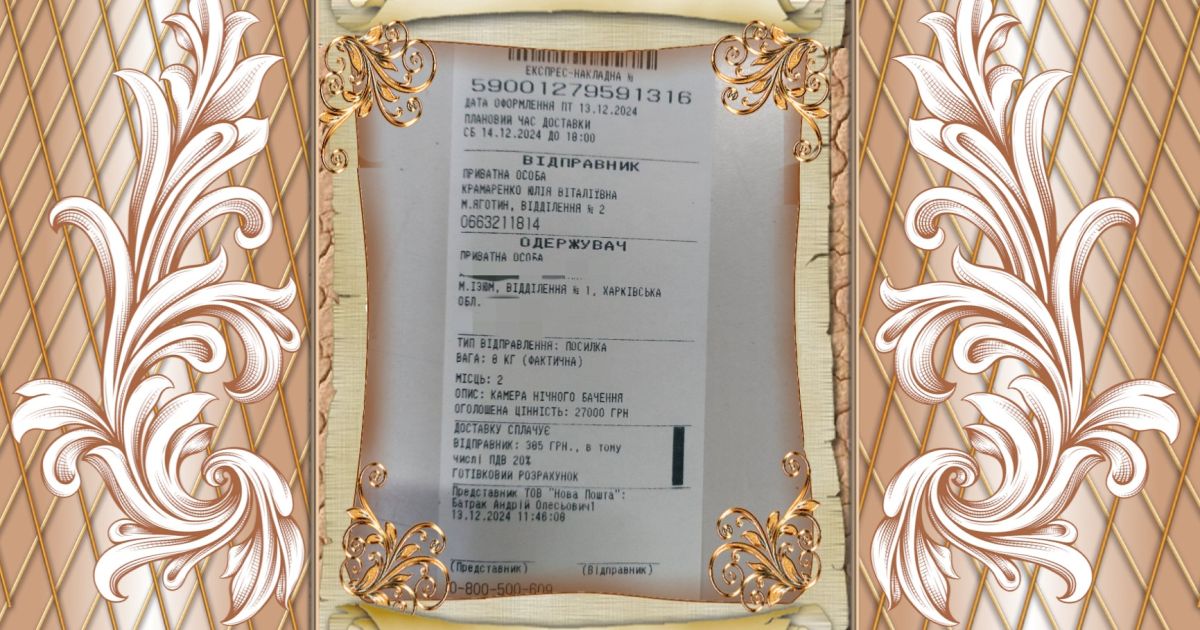 ЕКСПРЕС-НАКЛАДНА №
59001279591316
ДАТА ОФОРМЛЕННЯ ПТ 13.12.2024
ПЛАНОВИЙ ЧАС ДОСТАВКИ
СБ 14.12.2024 ДО 18:00
ВІДПРАВНИК
ПРИВАТНА ОСОБА
КРАМАРЕНКО ЮЛІЯ ВІТАЛІЇВНА
М.ЯГОТИН, ВІДДІЛЕННЯ № 2
0663211814
ОДЕРЖУВАЧ
ПРИВАТНА ОСОБА
М.ІЗЮМ, ВІДДІЛЕННЯ № 1, ХАРКІВСЬКА
ОБЛ.
ТИП ВІДПРАВЛЕННЯ: ПОСИЛКА
ВАГА: 8 КГ (ФАКТИЧНА)
МІСЦЬ: 2
ОПИС: КАМЕРА НІЧНОГО БАЧЕННЯ
ОГОЛОШЕНА ЦІННІСТЬ: 27000 ГРН
ДОСТАВКУ СПЛАЧУЄ
ВІДПРАВНИК: 385 ГРН., в тому
числі ПДВ 20%
ГОТІВКОВИЙ РОЗРАХУНОК
Представник ТОВ "Нова Пошта":
Батрак Андрій Олесьович1
13.12.2024 11:46:08
(Представник) (Відправник)
0-800-500-609